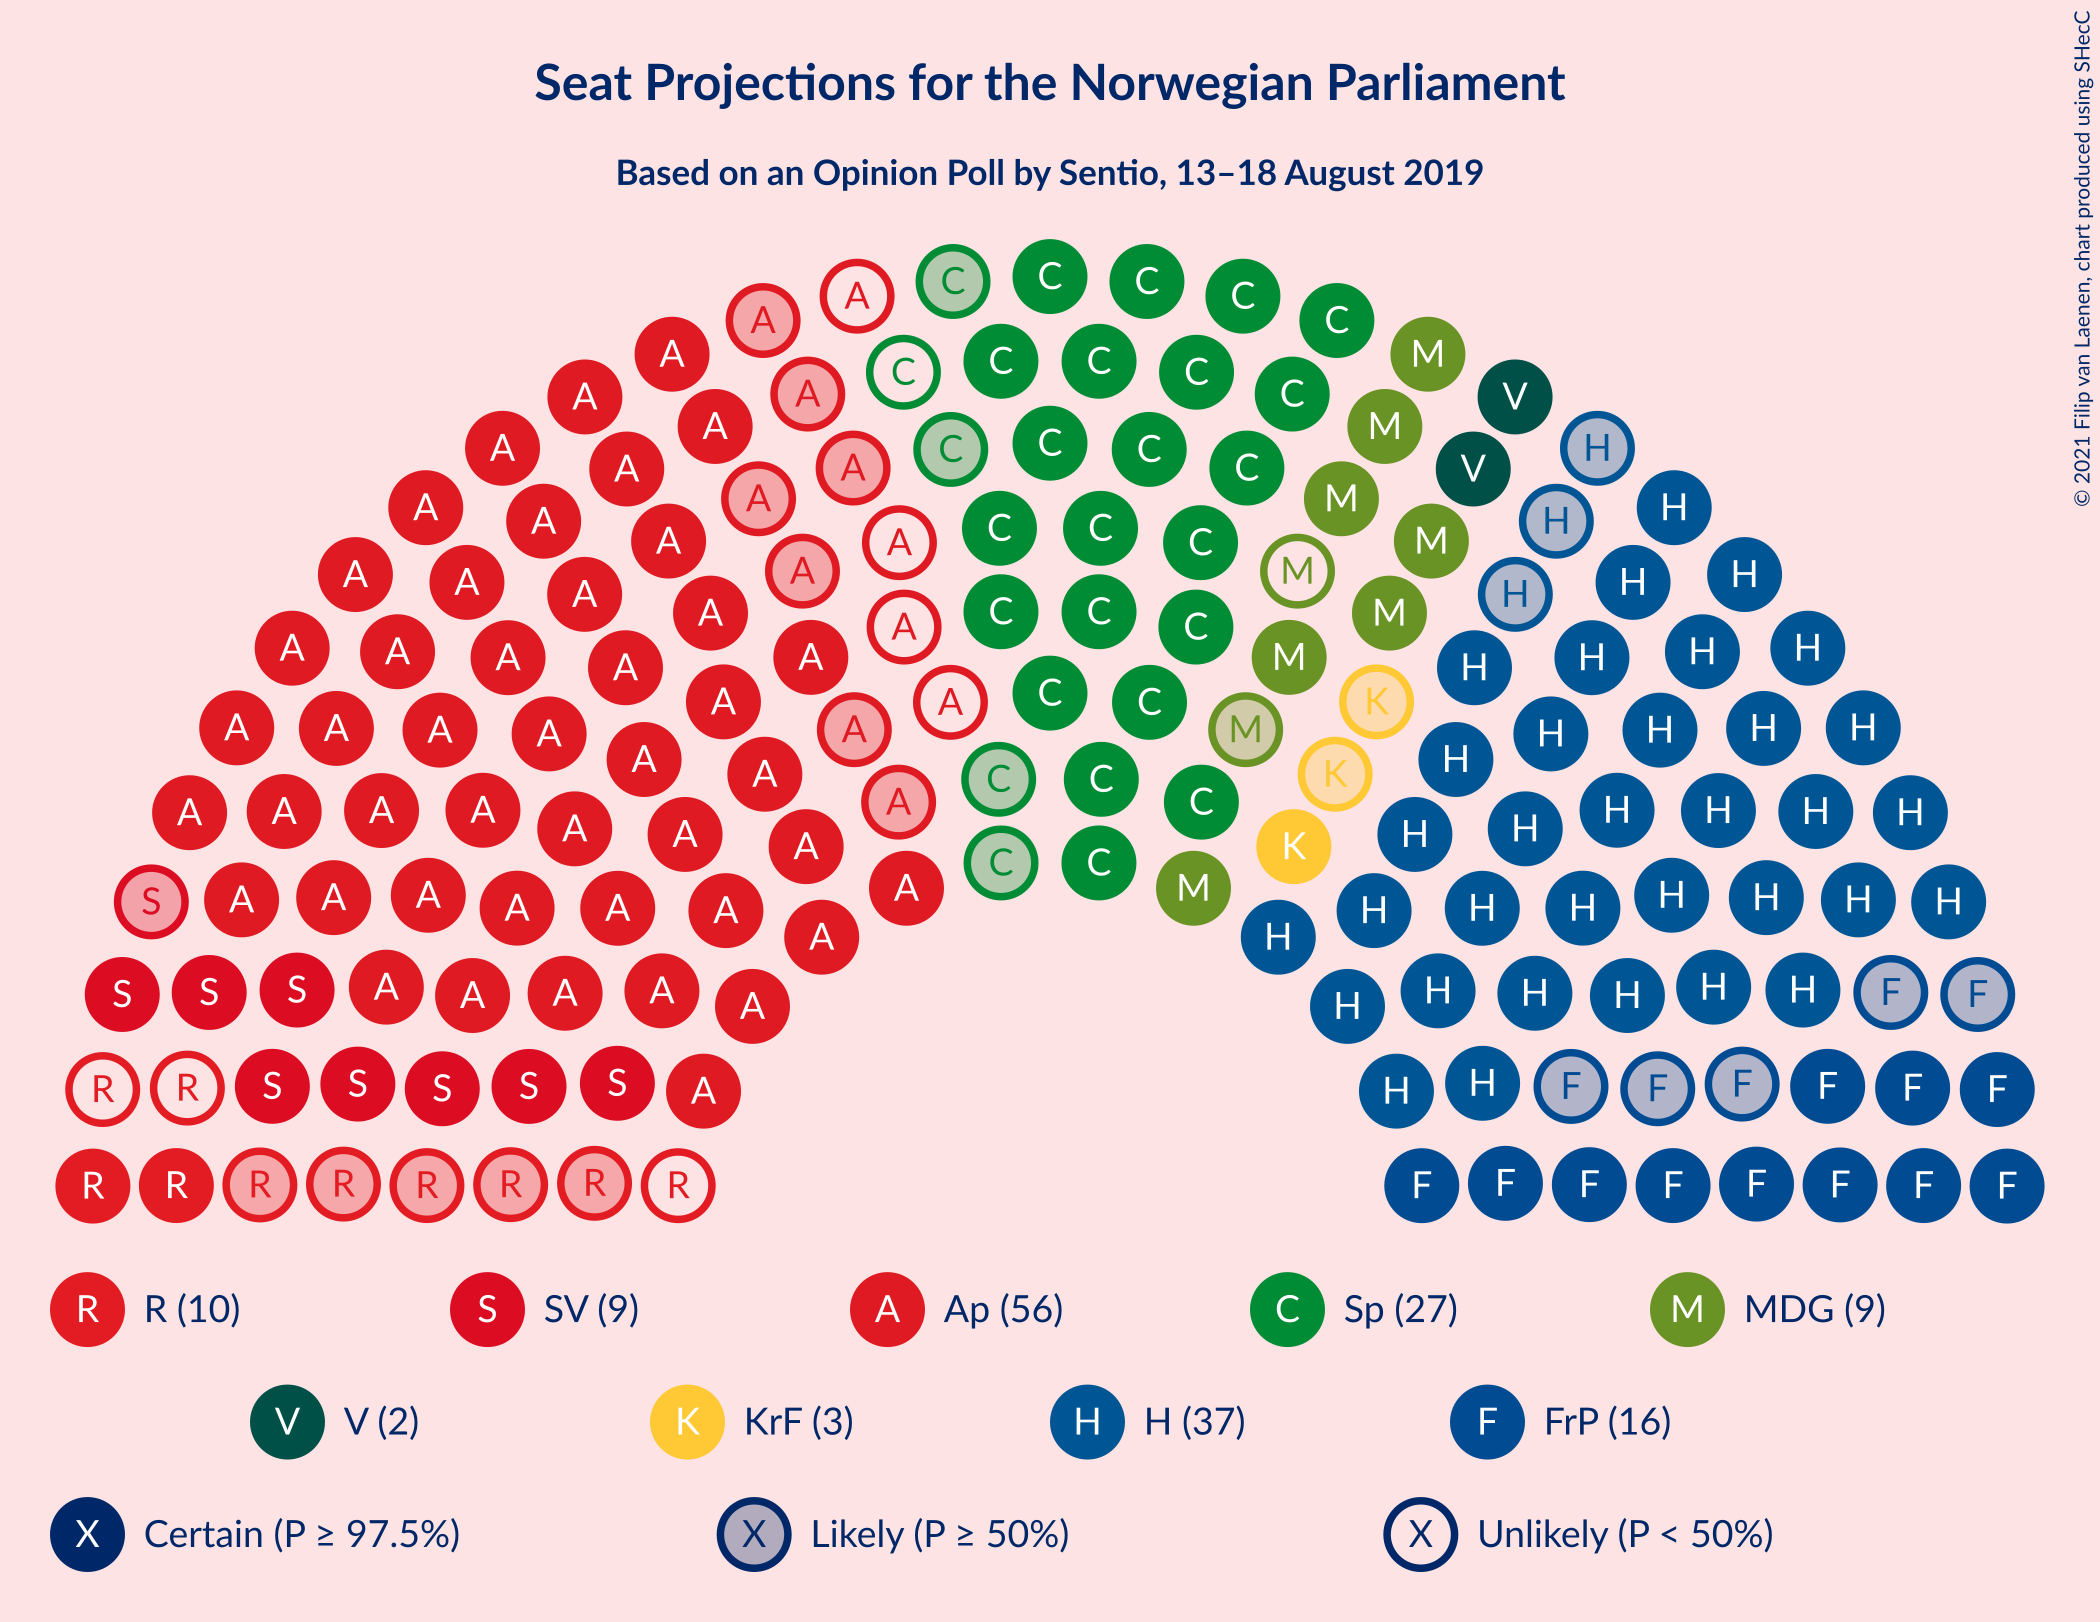 Seat Projections for the Norwegian Parliament
Based on an Opinion Poll by Sentio, 13–18 August 2019
© 2021 Filip van Laenen, chart produced using SHecC
A A C C C C C M V H
A A A A C C C C C M V H H
A A A A C C C C M M H H H
A A A A A C C C M M H H H
A A A A A A C C C M K H H H H
A A A A A A A C C M K H H H H H
A A A A A A A A C C C K H H H H H H
S A A A A A A A A C C M H H H H H H H H
S S S A A A A A H H H H H H F F
R R S S S S S A H H F F F F F F
R R R R R R R R F F F F F F F F
R R (10) S SV (9) A Ap (56) C Sp (27) M MDG (9)
V V (2) K KrF (3) H H (37) F FrP (16)
X Certain (P ≥ 97.5%) X Likely (P ≥ 50%) X Unlikely (P < 50%)